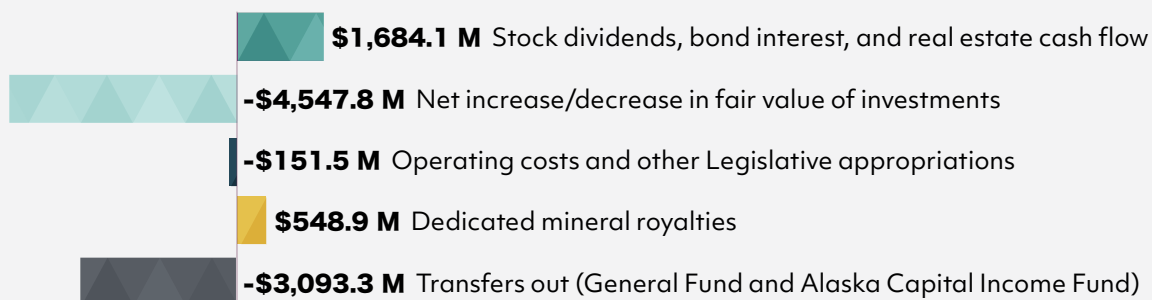 $1,684.1 M Stock dividends, bond interest, and real estate cash flow
-$4,547.8 M Net increase/decrease in fair value of investments
-$151.5 M Operating costs and other Legislative appropriations
$548.9 M Dedicated mineral royalties
-$3,093.3 M Transfers out (General Fund and Alaska Capital Income Fund)